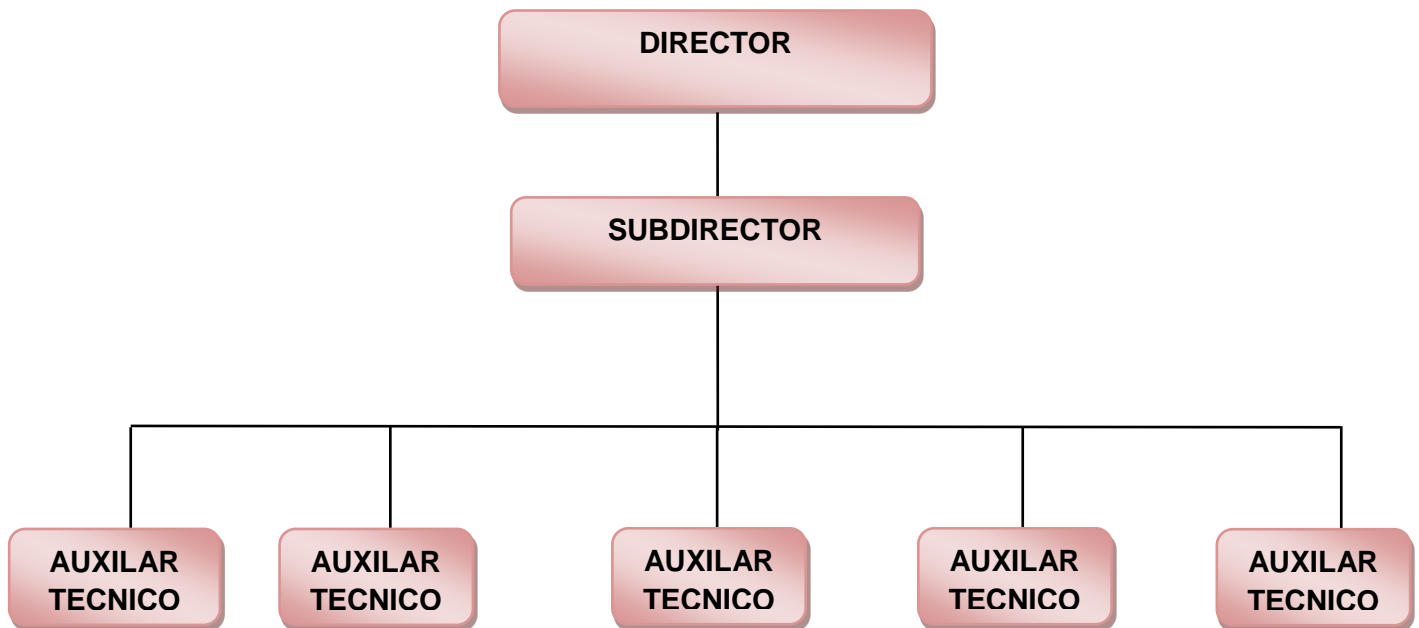 DIRECTOR
SUBDIRECTOR
AUXILAR
TECNICO
AUXILAR
TECNICO
AUXILAR
TECNICO
AUXILAR
TECNICO
AUXILAR
TECNICO